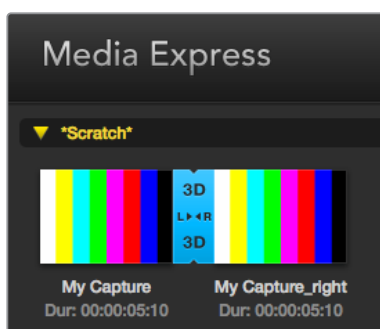 Media Express
*Scratch*
3D
L R
3D
My Capture
My Capture_right
Dur: 00:00:05:10
Dur: 00:00:05:10